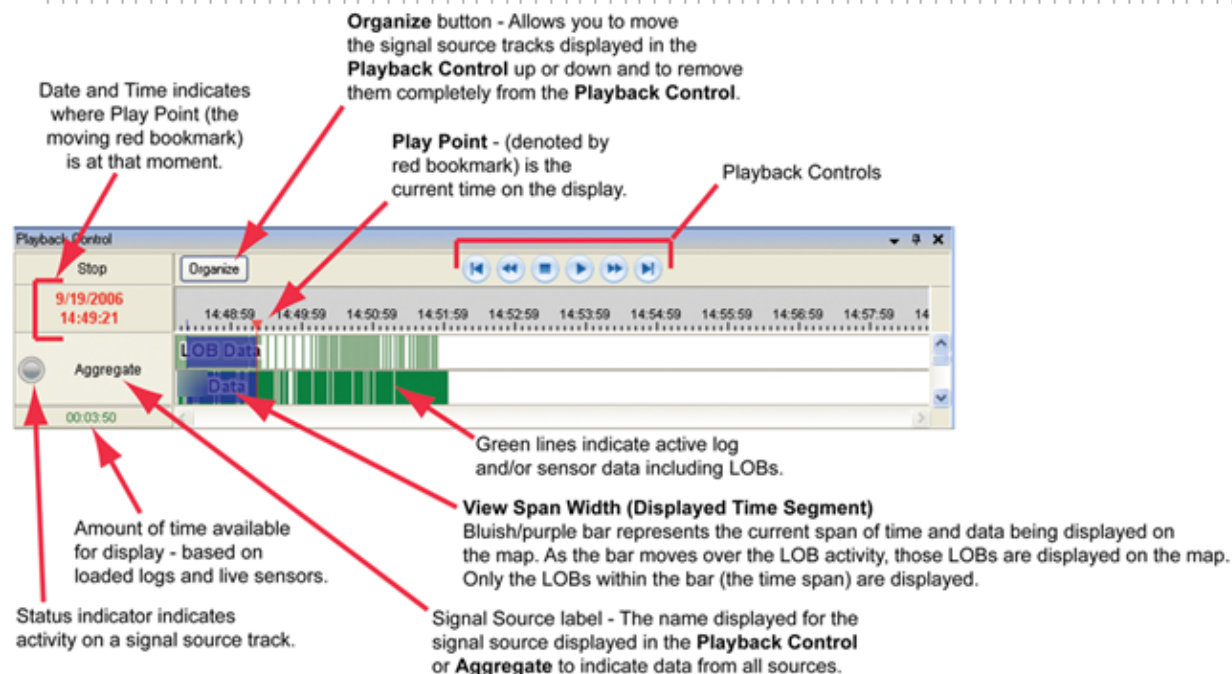 Organize button - Allows you to move
the signal source tracks displayed in the
Playback Control up or down and to remove
them completely from the Playback Control.
Date and Time indicates
where Play Point (the
moving red bookmark)
is at that moment.
Play Point - (denoted by
red bookmark) is the
current time on the display.
Playback Controls
Playback Control
Stop
Organize
9/19/2006
14:49:21
14:48:59 14:49:59 14:50:59 14:51:59 14:52:59 14:53:59 14:54:59 14:55:59 14:56:59 14:57:59 14
LOB Data
Aggregate
Data
00:03:50
Green lines indicate active log
and/or sensor data including LOBs.
View Span Width (Displayed Time Segment)
Bluish/purple bar represents the current span of time and data being displayed on
the map. As the bar moves over the LOB activity, those LOBs are displayed on the map.
Only the LOBs within the bar (the time span) are displayed.
Amount of time available
for display - based on
loaded logs and live sensors.
Status indicator indicates
activity on a signal source track.
Signal Source label - The name displayed for the
signal source displayed in the Playback Control
or Aggregate to indicate data from all sources.